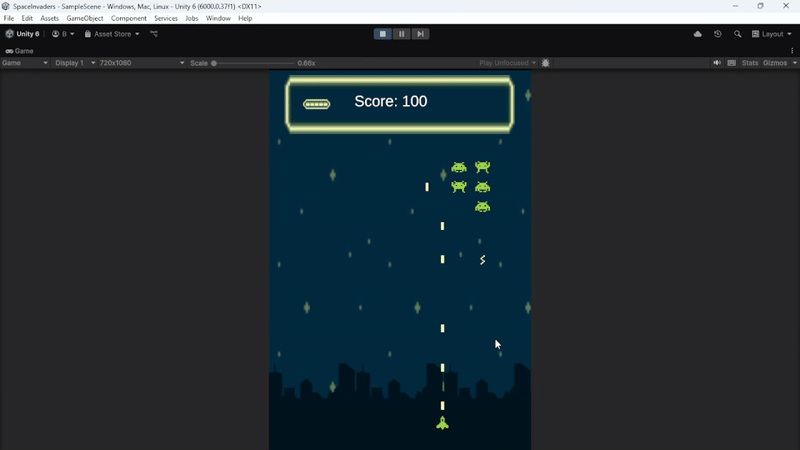 SpaceInvaders - SampleScene - Windows, Mac, Linux - Unity 6 (6000.0.37f1) <DX11>
File Edit Assets GameObject Component Services Jobs Window Help
Unity 6 B Asset Store Layout
Game
Game Display 1 720x1080 Scale 0.66x Play Unfocused Stats Gizmos
Score: 100